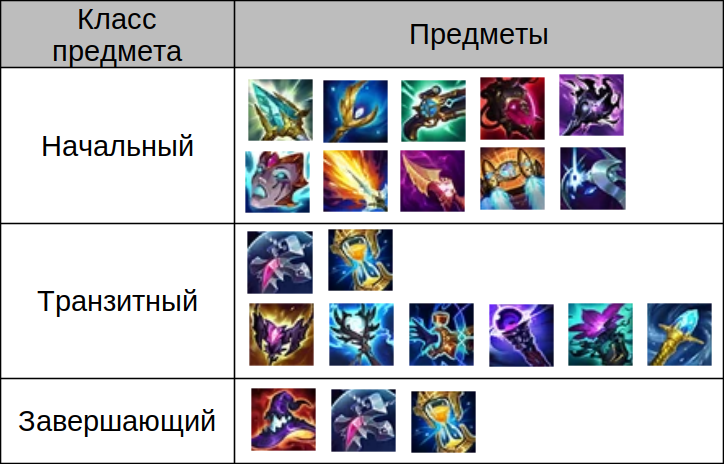 Класс
предмета
Предметы
Начальный
Транзитный
Завершающий